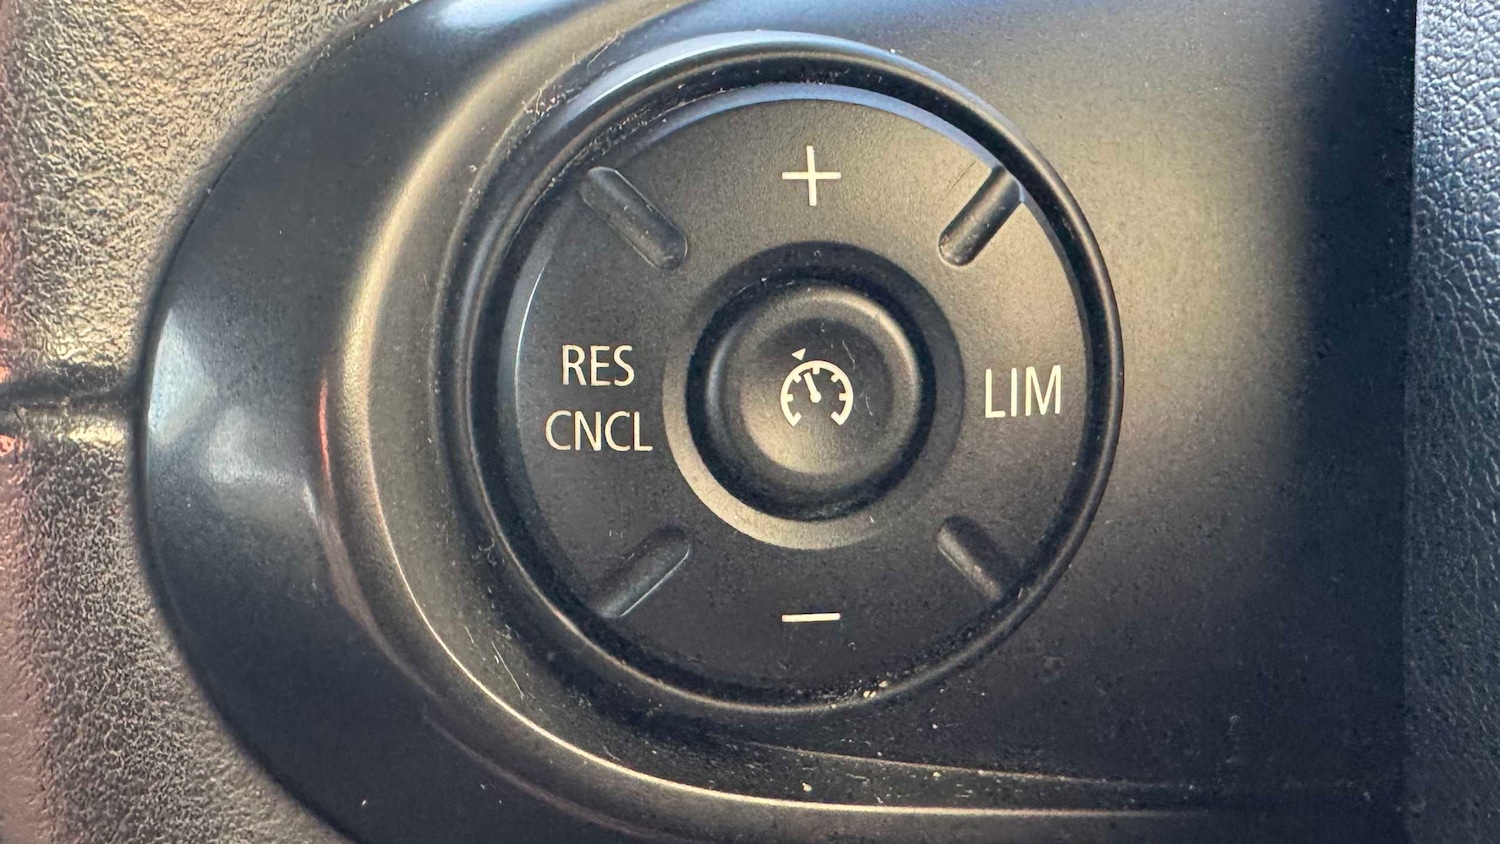 +
RES
CNCL
LIM
−